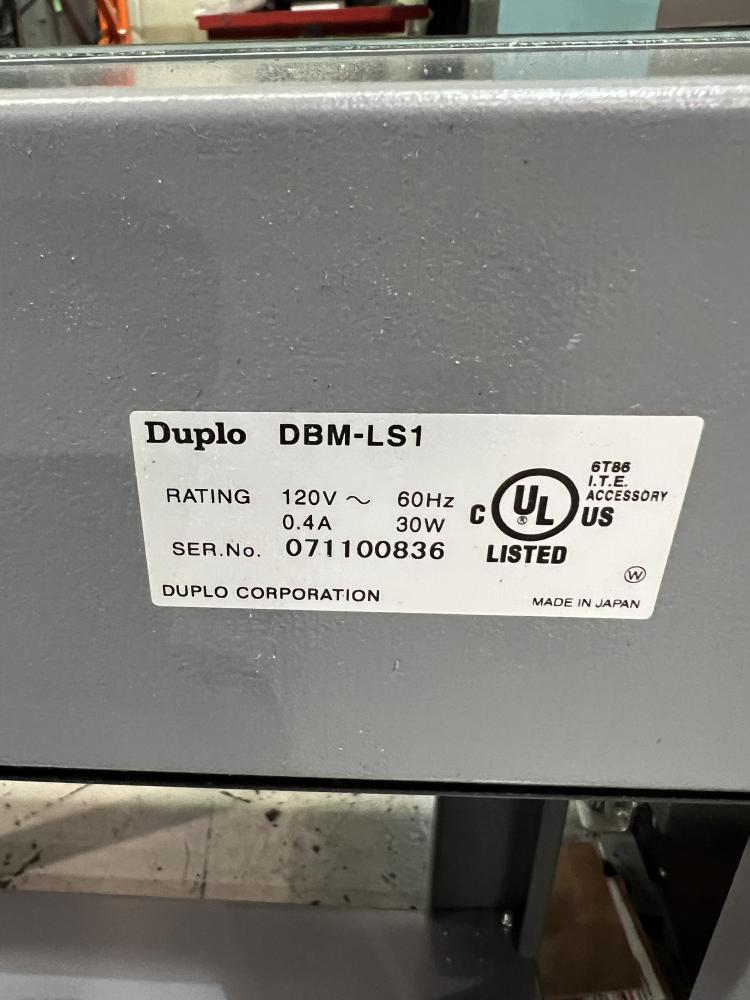 Duplo DBM-LS1
RATING 120V ~ 60Hz
0.4A 30W
SER.No. 071100836
DUPLO CORPORATION
C UL ® US
LISTED
6T86
I.T.E.
ACCESSORY
W
MADE IN JAPAN